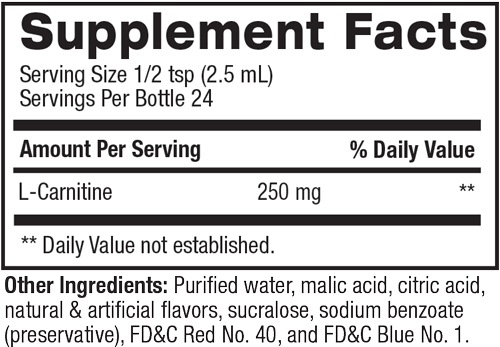 Supplement Facts
Serving Size 1/2 tsp (2.5 mL)
Servings Per Bottle 24
Amount Per Serving % Daily Value
L-Carnitine 250 mg **
** Daily Value not established.
Other Ingredients: Purified water, malic acid, citric acid,
natural & artificial flavors, sucralose, sodium benzoate
(preservative), FD&C Red No. 40, and FD&C Blue No. 1.